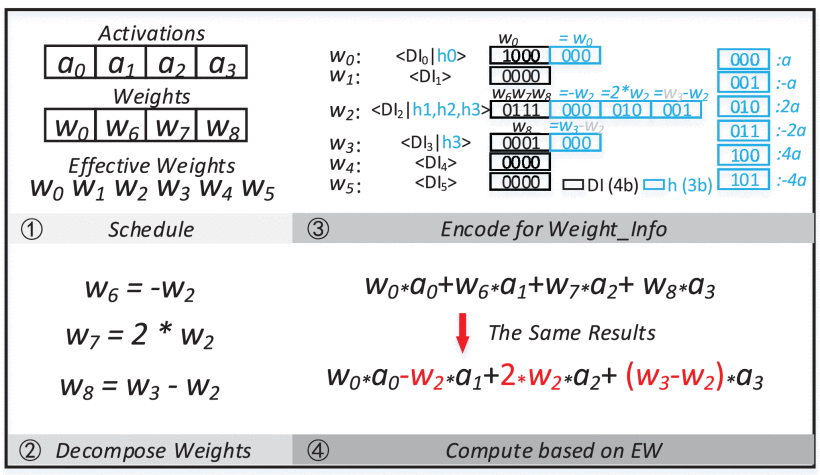 Activations
a0 a1 a2 a3
Weights
w0 w6 w7 w8
Effective Weights
w0 w1 w2 w3 w4 w5
① Schedule
w0 = w0
w0: <DI0|h0> 1000 000
w1: <DI1> 0000
w6w7w8 =-w2 =2*w2 =w3-w2
w2: <DI2|h1,h2,h3> 0111 000 010 001
w8 =w3-w2
w3: <DI3|h3> 0001 000
w4: <DI4> 0000
w5: <DI5> 0000 DI (4b) h (3b)
000 :a
001 :-a
010 :2a
011 :-2a
100 :4a
101 :-4a
③ Encode for Weight_Info
w6 = -w2
w7 = 2 * w2
w8 = w3 - w2
② Decompose Weights
w0*a0+w6*a1+w7*a2+ w8*a3
The Same Results
w0*a0-w2*a1+2*w2*a2+ (w3-w2)*a3
④ Compute based on EW